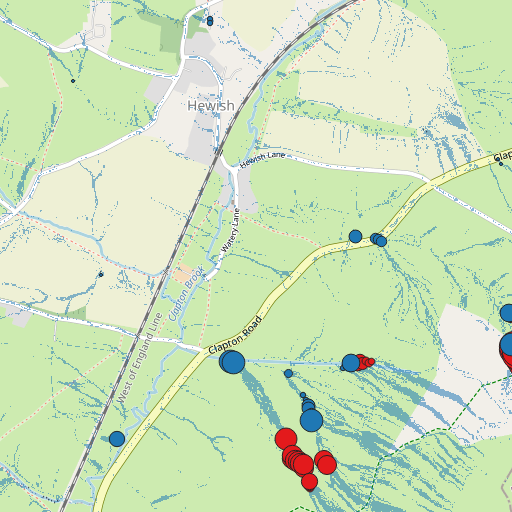 Hewish
Hewish Lane
Clap
Watery Lane
Clapton Brook
Clapton Road
West of England Line